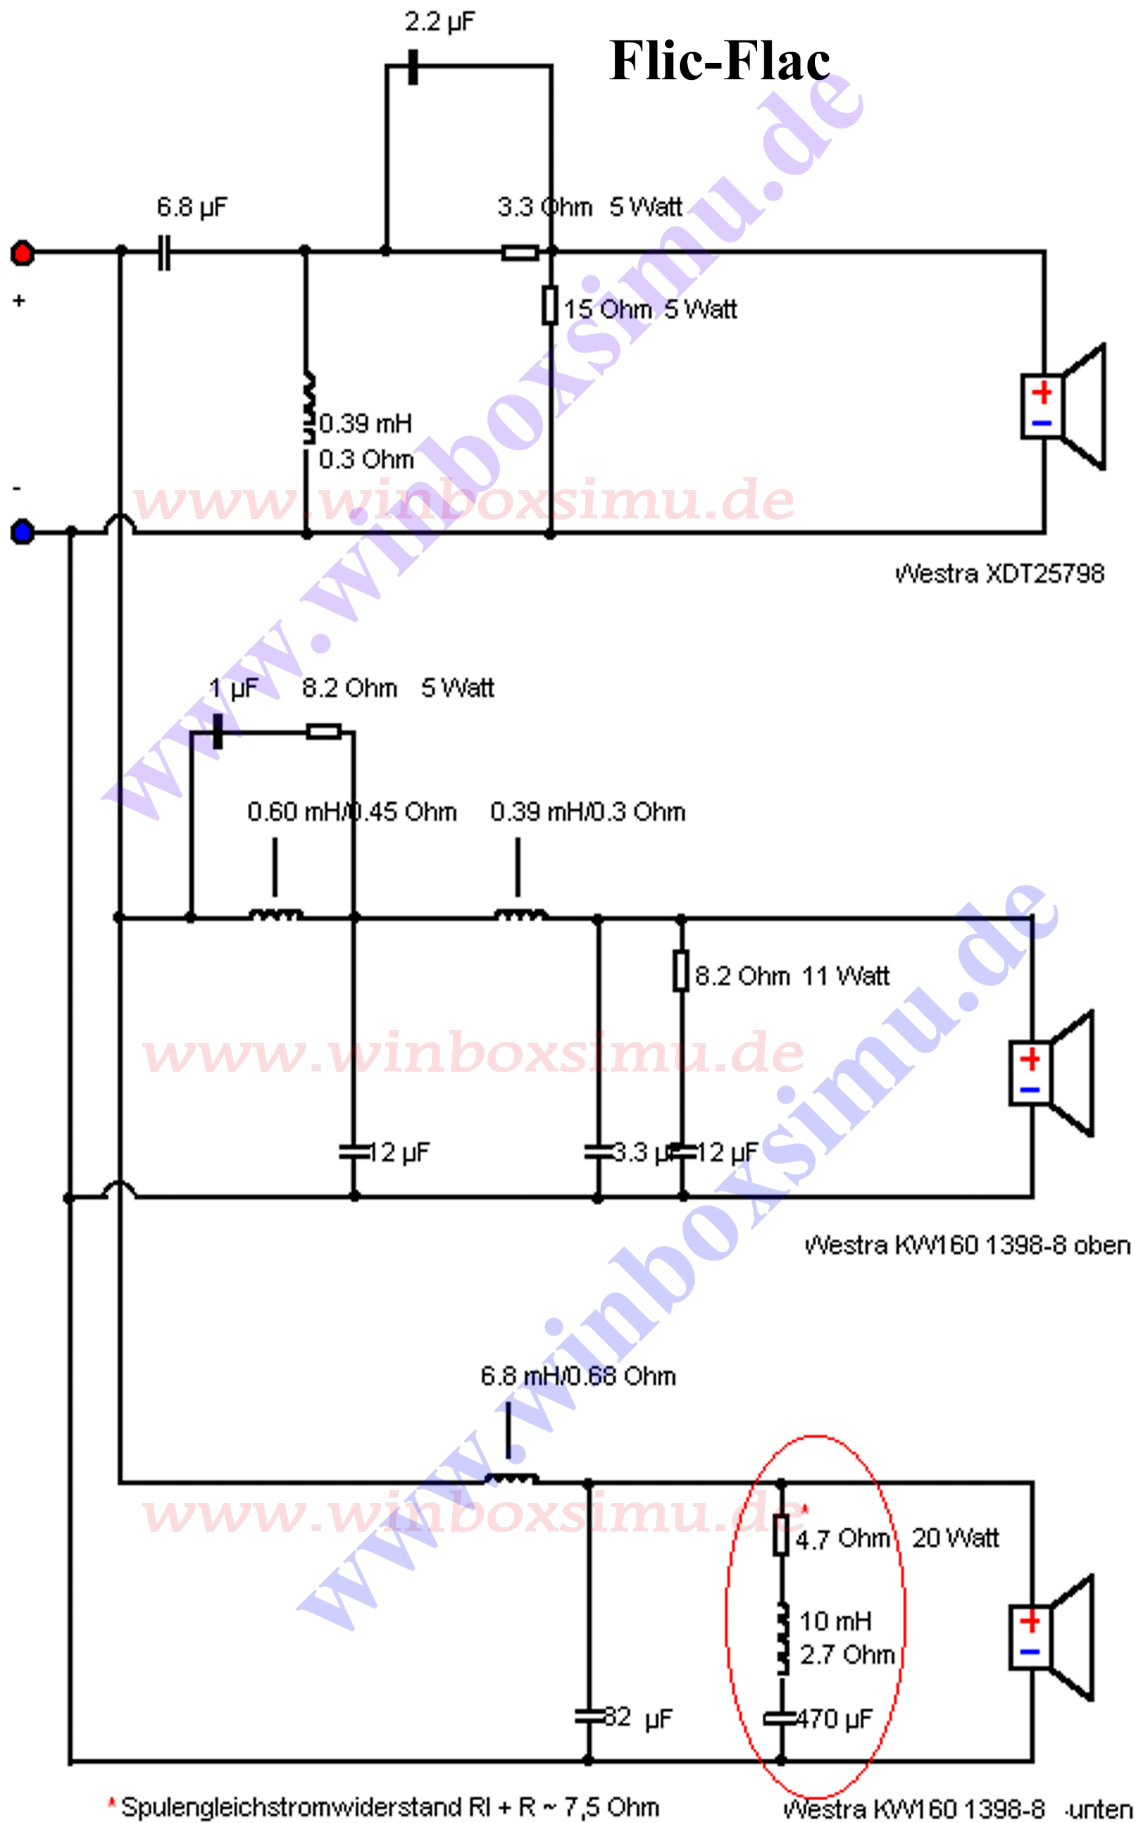 2.2 µF
Flic-Flac
6.8 µF
3.3 Ohm 5 Watt
+
15 Ohm 5 Watt
+
0.39 mH
0.3 Ohm
-
www.winboxsimu.de
www.winboxsimu.de
Westra XDT25798
1 µF
8.2 Ohm 5 Watt
0.60 mH/0.45 Ohm
0.39 mH/0.3 Ohm
8.2 Ohm 11 Watt
www.winboxsimu.de
+
12 µF
3.3 µF
12 µF
Westra KW160 1398-8 oben
www.winboxsimu.de
6.8 mH/0.68 Ohm
www.winboxsimu.de
*
4.7 Ohm 20 Watt
10 mH
2.7 Ohm
+
82 µF
470 µF
* Spulengleichstromwiderstand RI + R ~ 7,5 Ohm
Westra KW160 1398-8 -unten